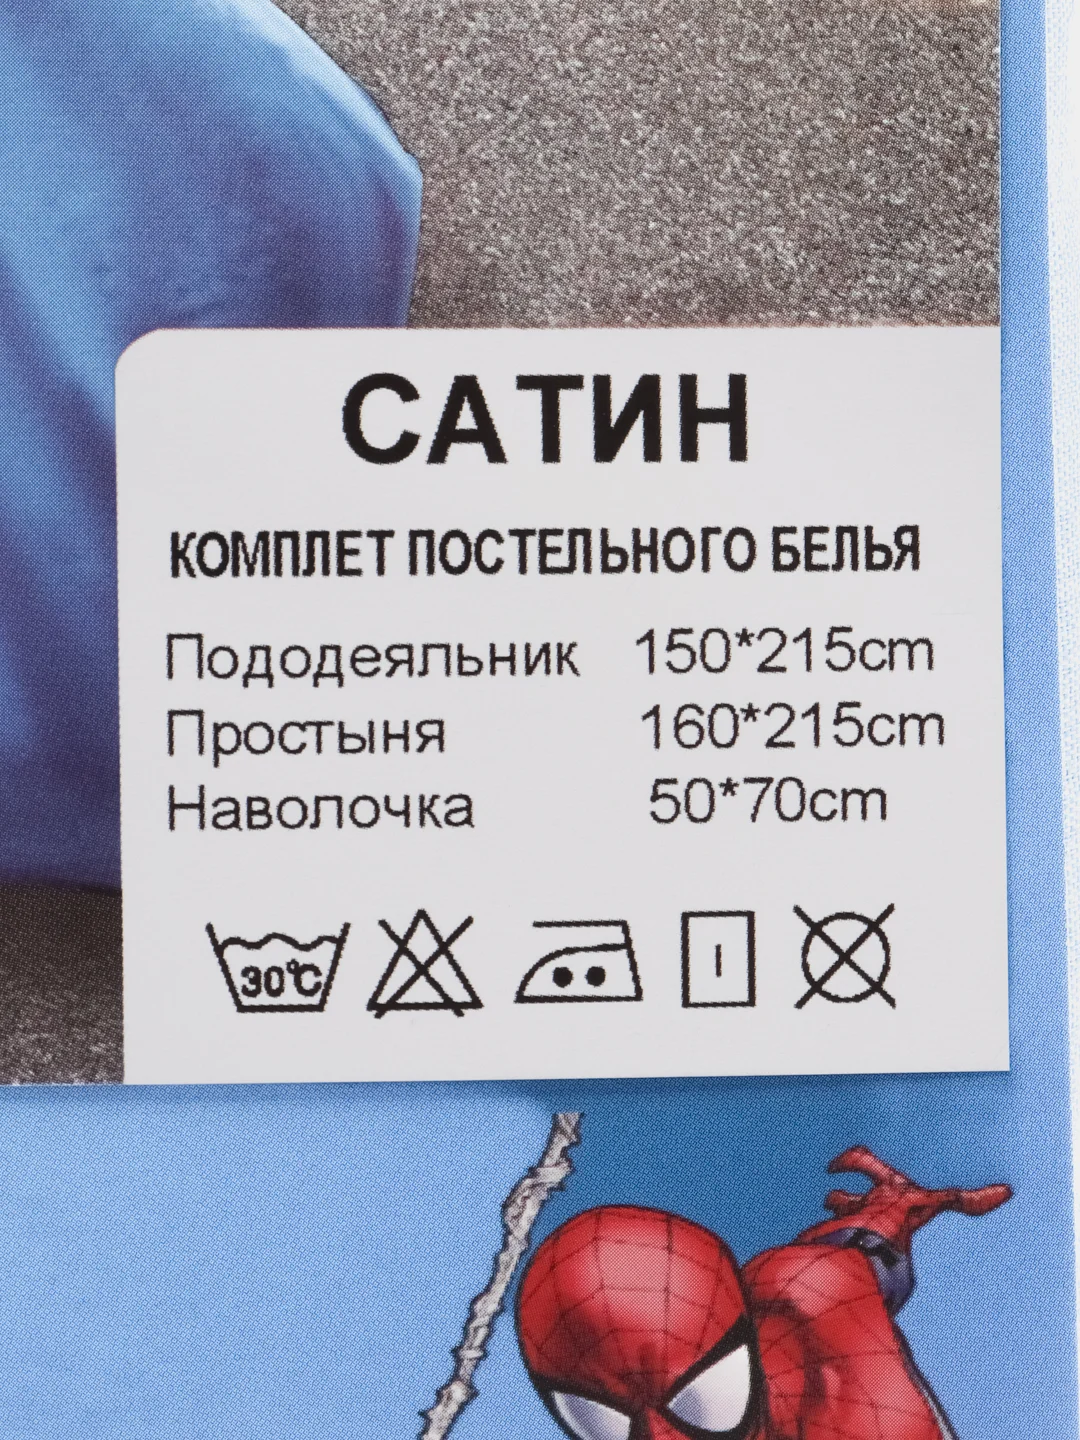 САТИН
КОМПЛЕТ ПОСТЕЛЬНОГО БЕЛЬЯ
Пододеяльник 150*215cm
Простыня 160*215cm
Наволочка 50*70cm
30°C